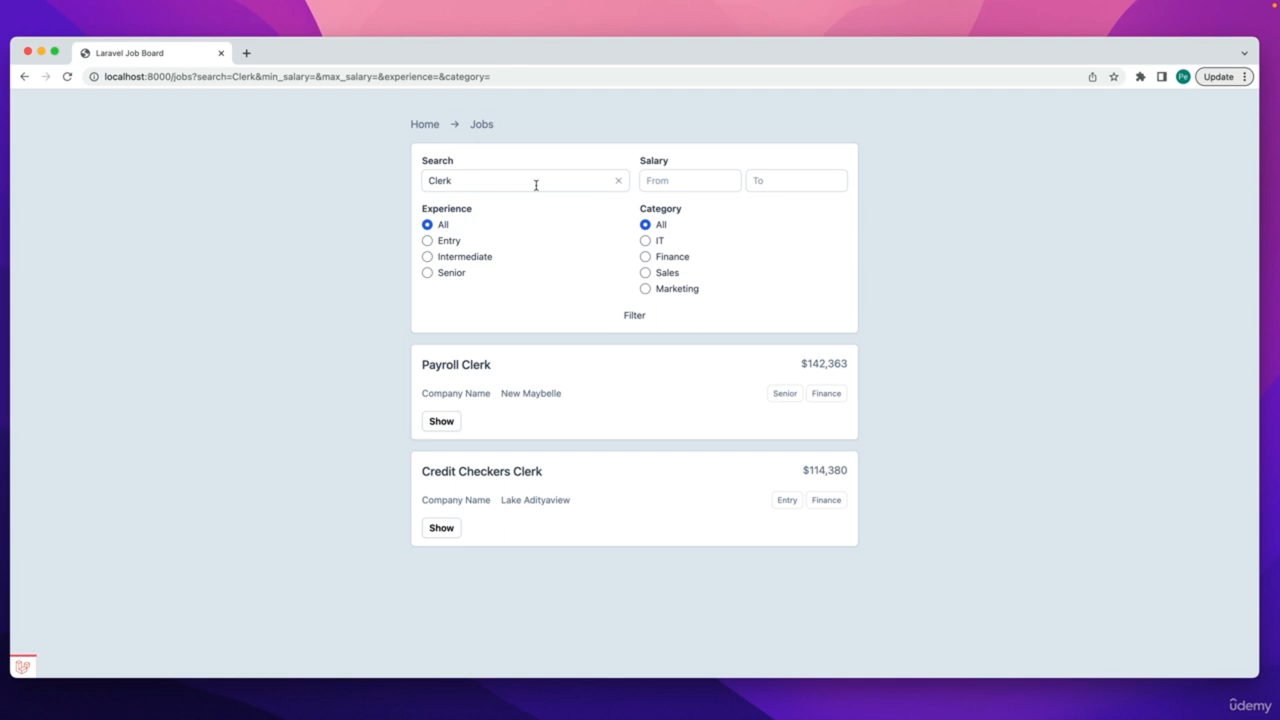 Laravel Job Board
localhost:8000/jobs?search=Clerk&min_salary=&max_salary=&experience=&category=
Pe
Update
Home → Jobs
Search
Salary
Clerk
From
To
Experience
Category
All
All
Entry
IT
Intermediate
Finance
Senior
Sales
Marketing
Filter
Payroll Clerk
$142,363
Company Name New Maybelle
Senior
Finance
Show
Credit Checkers Clerk
$114,380
Company Name Lake Adityaview
Entry
Finance
Show
ûdemy